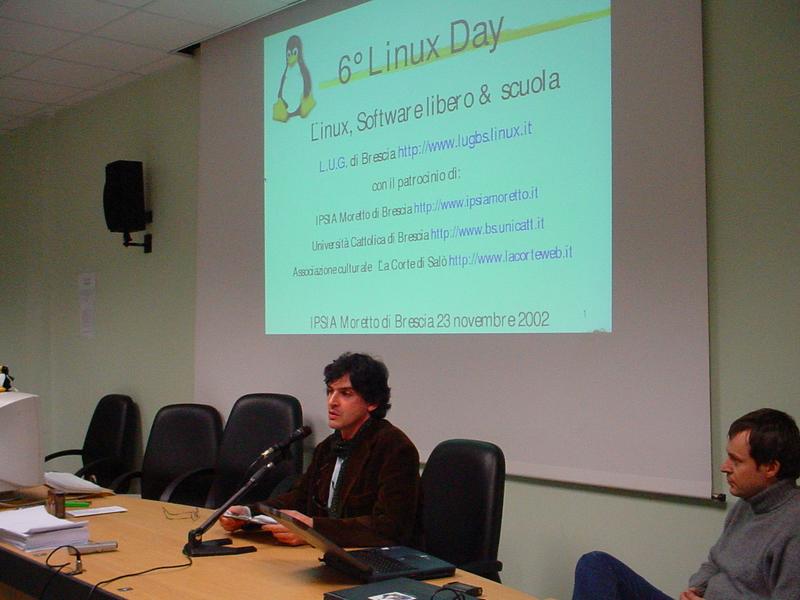 6° Linux Day
Linux, Software libero & scuola
L.U.G. di Brescia http://www.lugbs.linux.it
con il patrocinio di:
IPSIA Moretto di Brescia http://www.ipsiamoretto.it
Università Cattolica di Brescia http://www.bs.unicatt.it
Associazione culturale La Corte di Salò http://www.lacorteweb.it
IPSIA Moretto di Brescia 23 novembre 2002
1